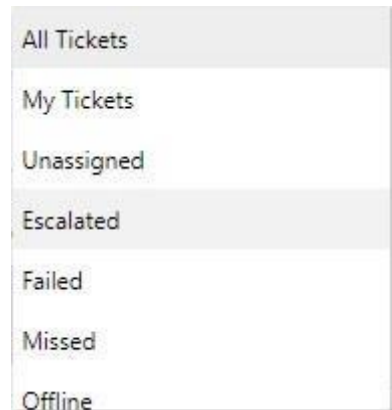 All Tickets
My Tickets
Unassigned
Escalated
Failed
Missed
Offline